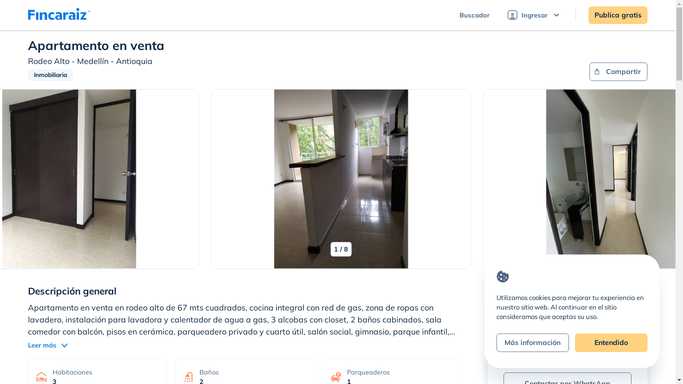 Fincaraiz
Buscador
Ingresar
Publica gratis
Apartamento en venta
Rodeo Alto - Medellín - Antioquia
Inmobiliaria
Compartir
1 / 8
Descripción general
Apartamento en venta en rodeo alto de 67 mts cuadrados, cocina integral con red de gas, zona de ropas con
lavadero, instalación para lavadora y calentador de agua a gas, 3 alcobas con closet, 2 baños cabinados, sala
comedor con balcón, pisos en cerámica, parqueadero privado y cuarto útil, salón social, gimnasio, parque infantil,...
Leer más
Habitaciones
3
Baños
2
Parqueaderos
1
Utilizamos cookies para mejorar tu experiencia en
nuestro sitio web. Al continuar en el sitio
consideramos que aceptas su uso.
Más información
Entendido
Contactar por WhatsApp